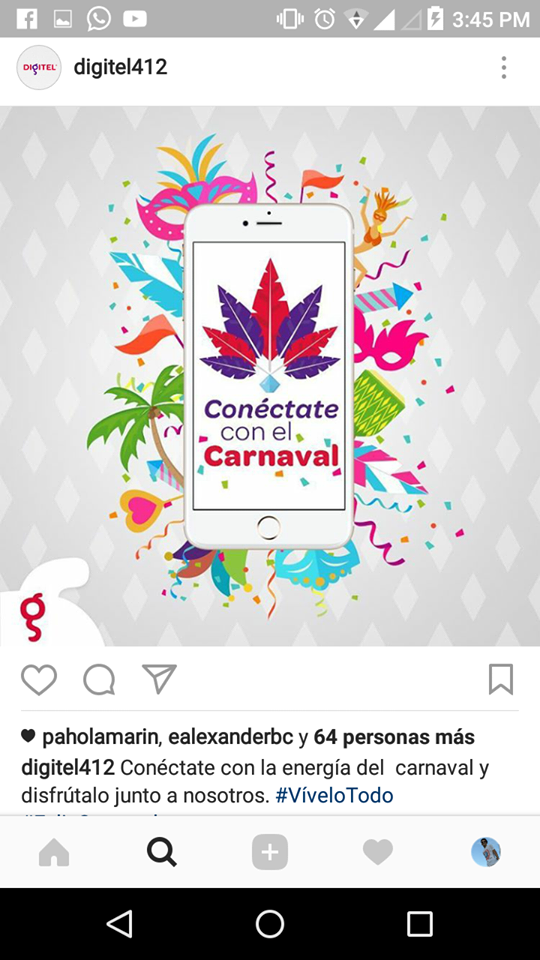 3:45 PM
DIGITEL
digitel412
Conéctate
con el
Carnaval
paholamarin, ealexanderbc y 64 personas más
digitel412 Conéctate con la energía del carnaval y
disfrútalo junto a nosotros. #VíveloTodo